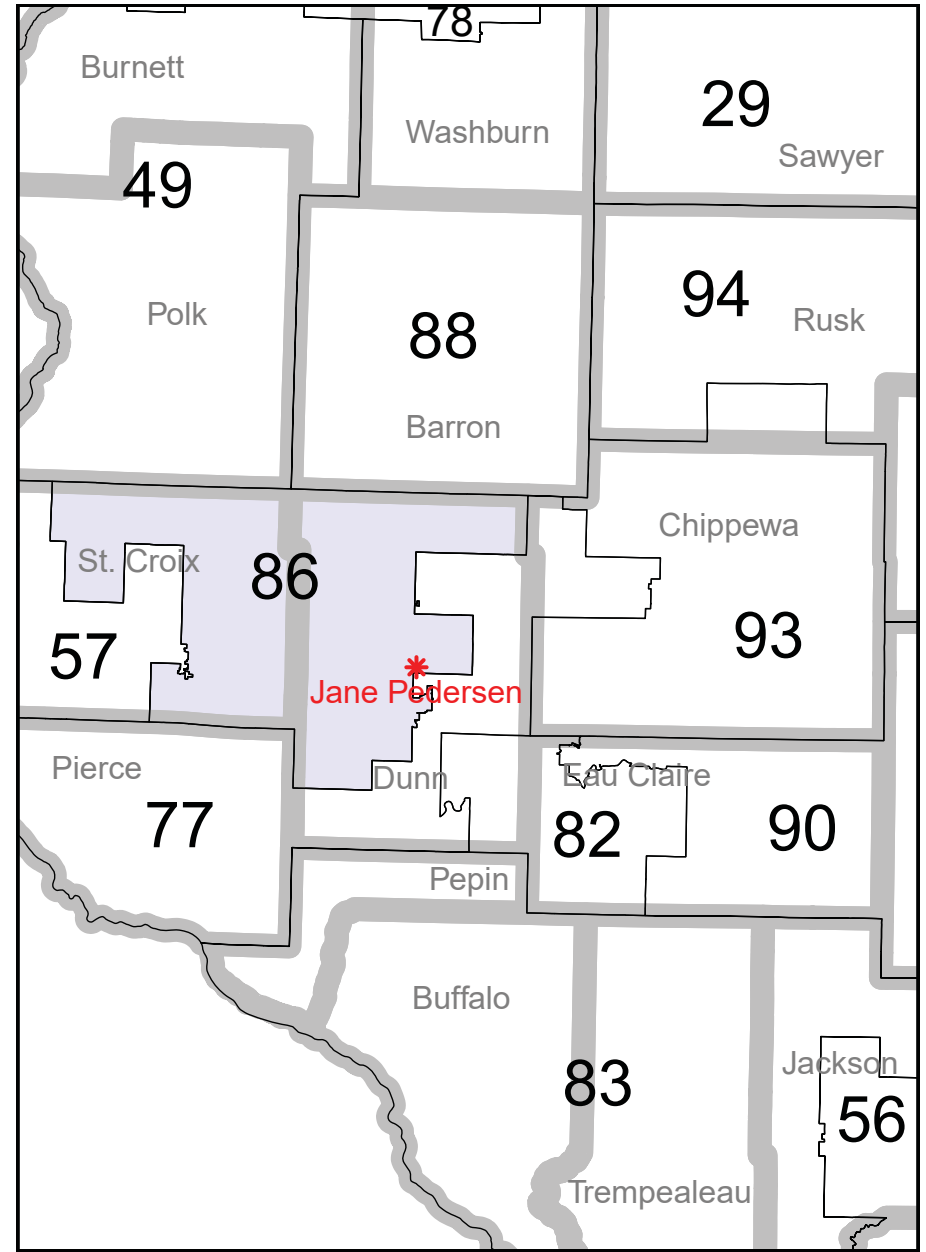 78
Burnett
29
Washburn
Sawyer
49
94
Polk
Rusk
88
Barron
Chippewa
St. Croix
86
93
57
Jane Pedersen
Pierce
Dunn
Eau Claire
77
82
90
Pepin
Buffalo
Jackson
83
56
Trempealeau